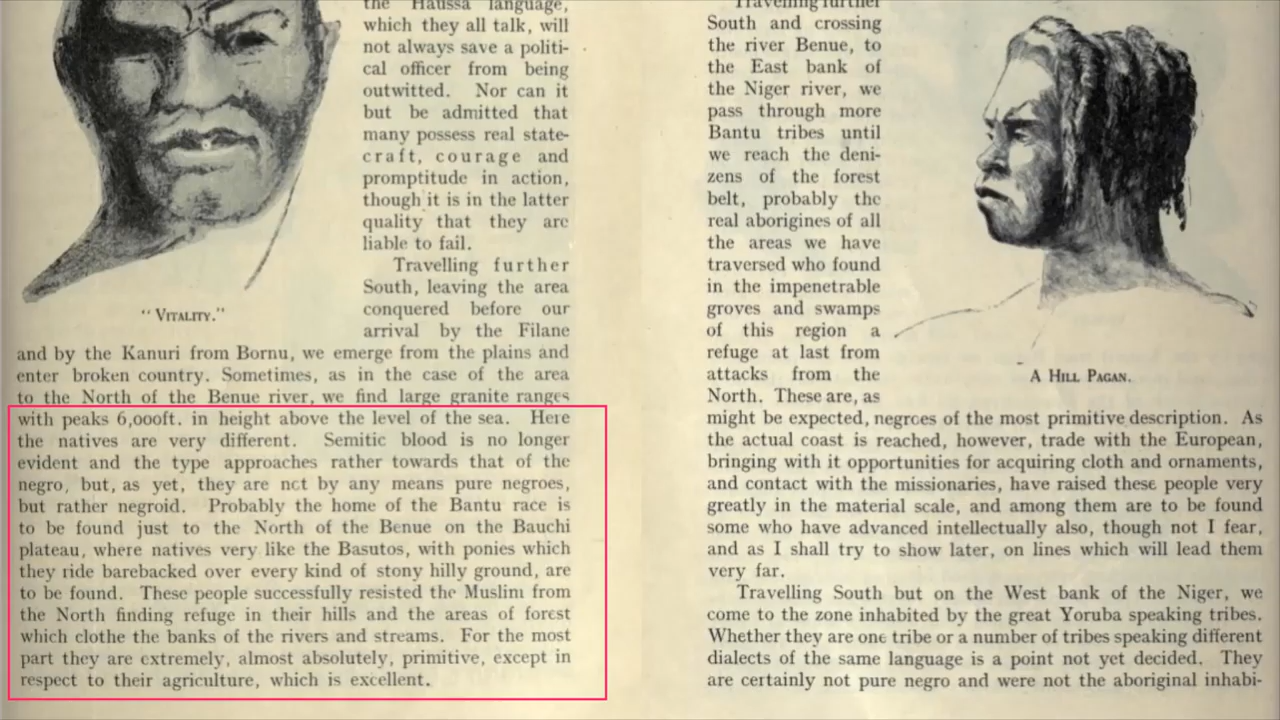 the Haussa language,
which they all talk, will
not always save a politi-
cal officer from being
outwitted. Nor can it
but be admitted that
many possess real state-
craft, courage and
promptitude in action,
though it is in the latter
quality that they are
liable to fail.
Travelling further
South, leaving the area
conquered before our
arrival by the Filane
"VITALITY."
and by the Kanuri from Bornu, we emerge from the plains and
enter broken country. Sometimes, as in the case of the area
to the North of the Benue river, we find large granite ranges
with peaks 6,000ft. in height above the level of the sea. Here
the natives are very different. Semitic blood is no longer
evident and the type approaches rather towards that of the
negro, but, as yet, they are not by any means pure negroes,
but rather negroid. Probably the home of the Bantu race is
to be found just to the North of the Benue on the Bauchi
plateau, where natives very like the Basutos, with ponies which
they ride barebacked over every kind of stony hilly ground, are
to be found. These people successfully resisted the Muslim from
the North finding refuge in their hills and the areas of forest
which clothe the banks of the rivers and streams. For the most
part they are extremely, almost absolutely, primitive, except in
respect to their agriculture, which is excellent.
Travelling further
South and crossing
the river Benue, to
the East bank of
the Niger river, we
pass through more
Bantu tribes until
we reach the deni-
zens of the forest
belt, probably the
real aborigines of all
the areas we have
traversed who found
in the impenetrable
groves and swamps
of this region a
refuge at last from
attacks from the
North. These are, as
A HILL PAGAN.
might be expected, negroes of the most primitive description. As
the actual coast is reached, however, trade with the European,
bringing with it opportunities for acquiring cloth and ornaments,
and contact with the missionaries, have raised these people very
greatly in the material scale, and among them are to be found
some who have advanced intellectually also, though not I fear,
and as I shall try to show later, on lines which will lead them
very far.
Travelling South but on the West bank of the Niger, we
come to the zone inhabited by the great Yoruba speaking tribes.
Whether they are one tribe or a number of tribes speaking different
dialects of the same language is a point not yet decided. They
are certainly not pure negro and were not the aboriginal inhabi-